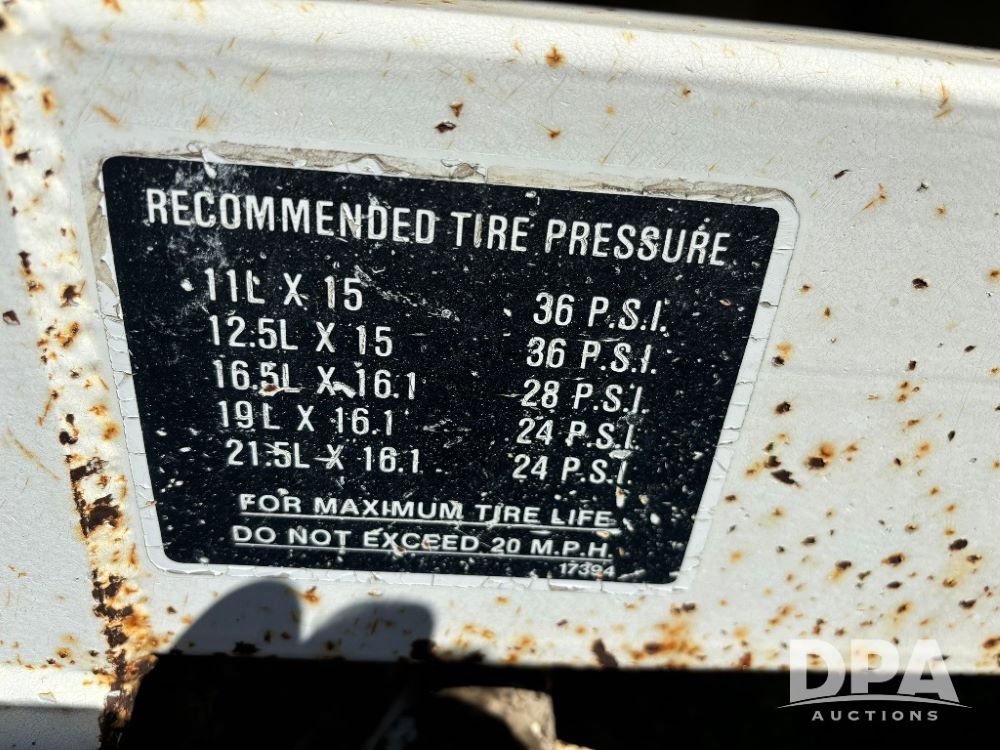 RECOMMENDED TIRE PRESSURE
11L X 15 36 P.S.I.
12.5L X 15 36 P.S.I.
16.5L X 16.1 28 P.S.I.
19L X 16.1 24 P.S.I.
21.5L X 16.1 24 P.S.I.
FOR MAXIMUM TIRE LIFE
DO NOT EXCEED 20 M.P.H.
17394
DPA
AUCTIONS